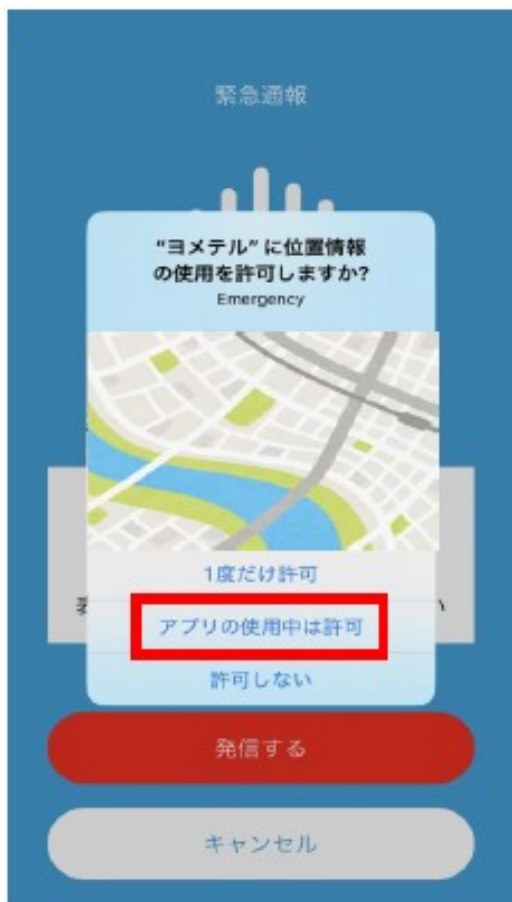 緊急通報
“ヨメテル”に位置情報
の使用を許可しますか?
Emergency
1度だけ許可
アプリの使用中は許可
許可しない
い
発信する
キャンセル